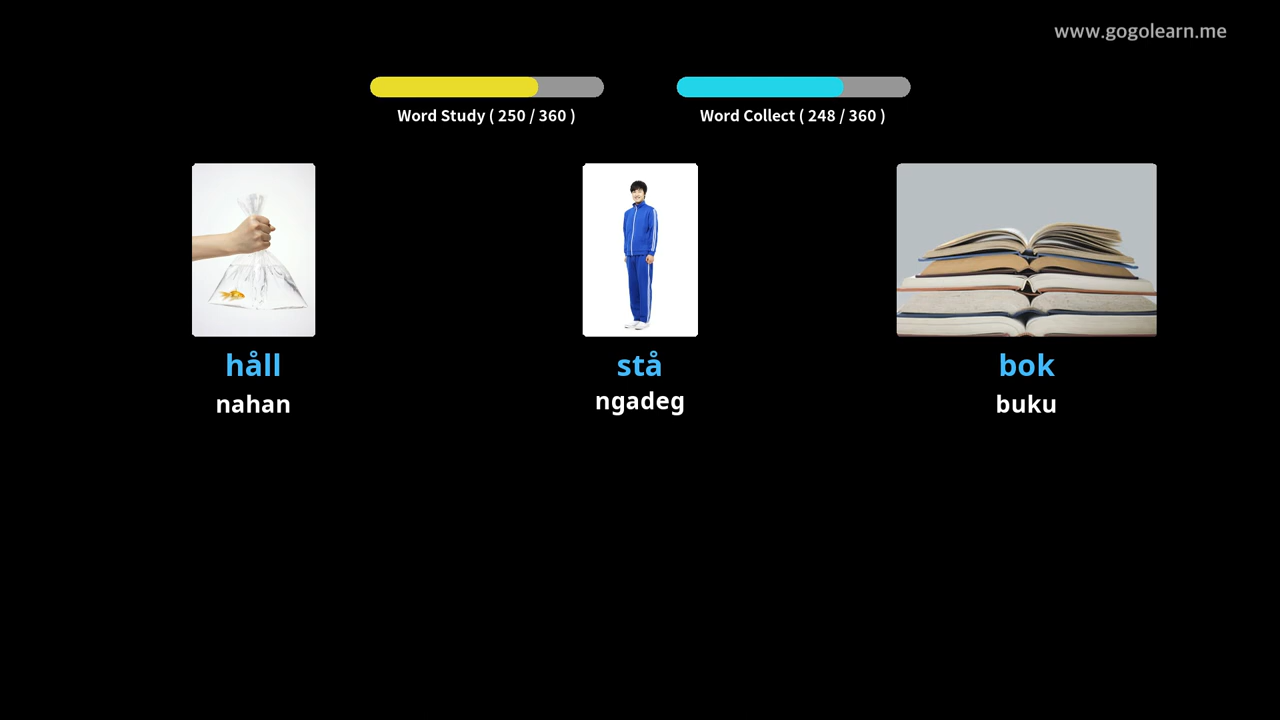 www.gogolearn.me
Word Study ( 250 / 360 )
Word Collect ( 248 / 360 )
håll
nahan
stå
ngadeg
bok
buku